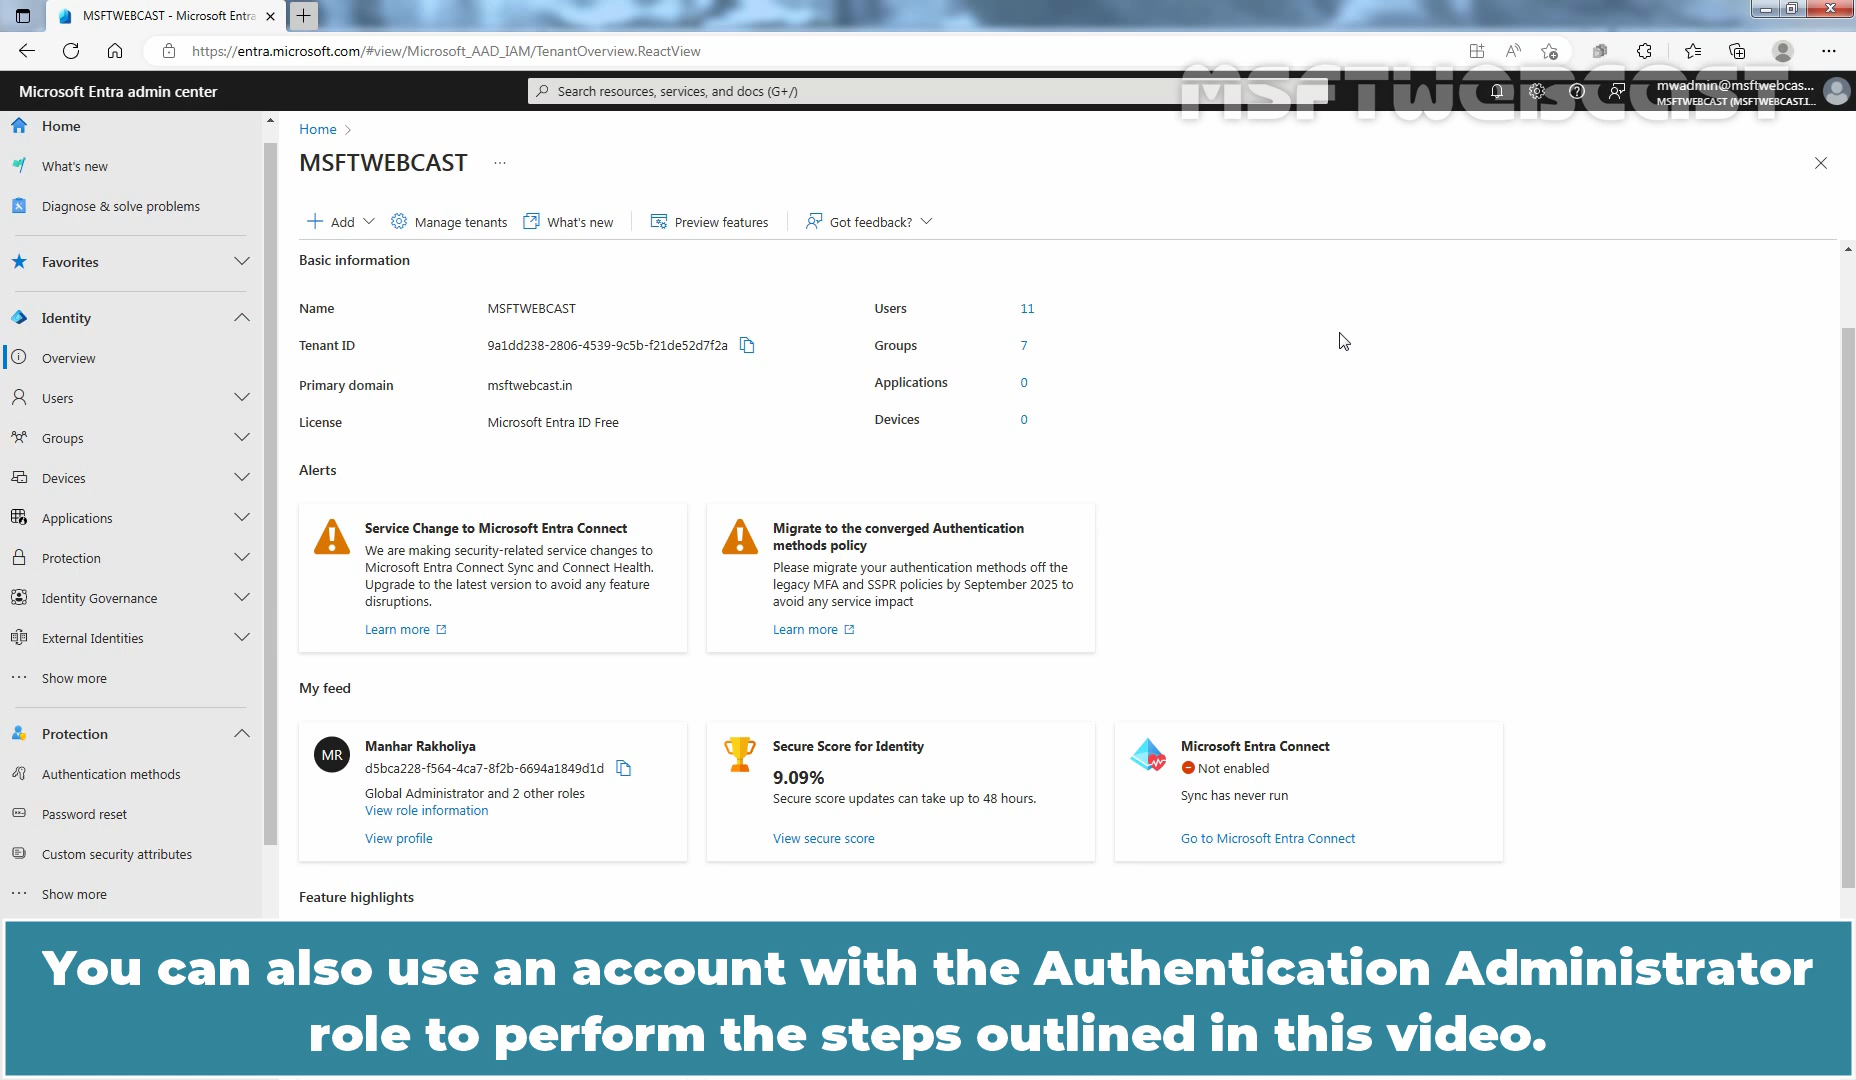 MSFTWEBCAST - Microsoft Entra
https://entra.microsoft.com/#view/Microsoft_AAD_IAM/TenantOverview.ReactView
MSFTWEBCAST
Microsoft Entra admin center
Search resources, services, and docs (G+/)
mwadmin@msftwebcas...
MSFTWEBCAST (MSFTWEBCAST.I...
Home
What's new
Diagnose & solve problems
Favorites
Identity
Overview
Users
Groups
Devices
Applications
Protection
Identity Governance
External Identities
Show more
Protection
Authentication methods
Password reset
Custom security attributes
Show more
Home
MSFTWEBCAST ...
Add
Manage tenants
What's new
Preview features
Got feedback?
Basic information
Name MSFTWEBCAST
Tenant ID 9a1dd238-2806-4539-9c5b-f21de52d7f2a
Primary domain msftwebcast.in
License Microsoft Entra ID Free
Users 11
Groups 7
Applications 0
Devices 0
Alerts
Service Change to Microsoft Entra Connect
We are making security-related service changes to
Microsoft Entra Connect Sync and Connect Health.
Upgrade to the latest version to avoid any feature
disruptions.
Learn more
Migrate to the converged Authentication
methods policy
Please migrate your authentication methods off the
legacy MFA and SSPR policies by September 2025 to
avoid any service impact
Learn more
My feed
MR
Manhar Rakholiya
d5bca228-f564-4ca7-8f2b-6694a1849d1d
Global Administrator and 2 other roles
View role information
View profile
Secure Score for Identity
9.09%
Secure score updates can take up to 48 hours.
View secure score
Microsoft Entra Connect
Not enabled
Sync has never run
Go to Microsoft Entra Connect
Feature highlights
You can also use an account with the Authentication Administrator
role to perform the steps outlined in this video.